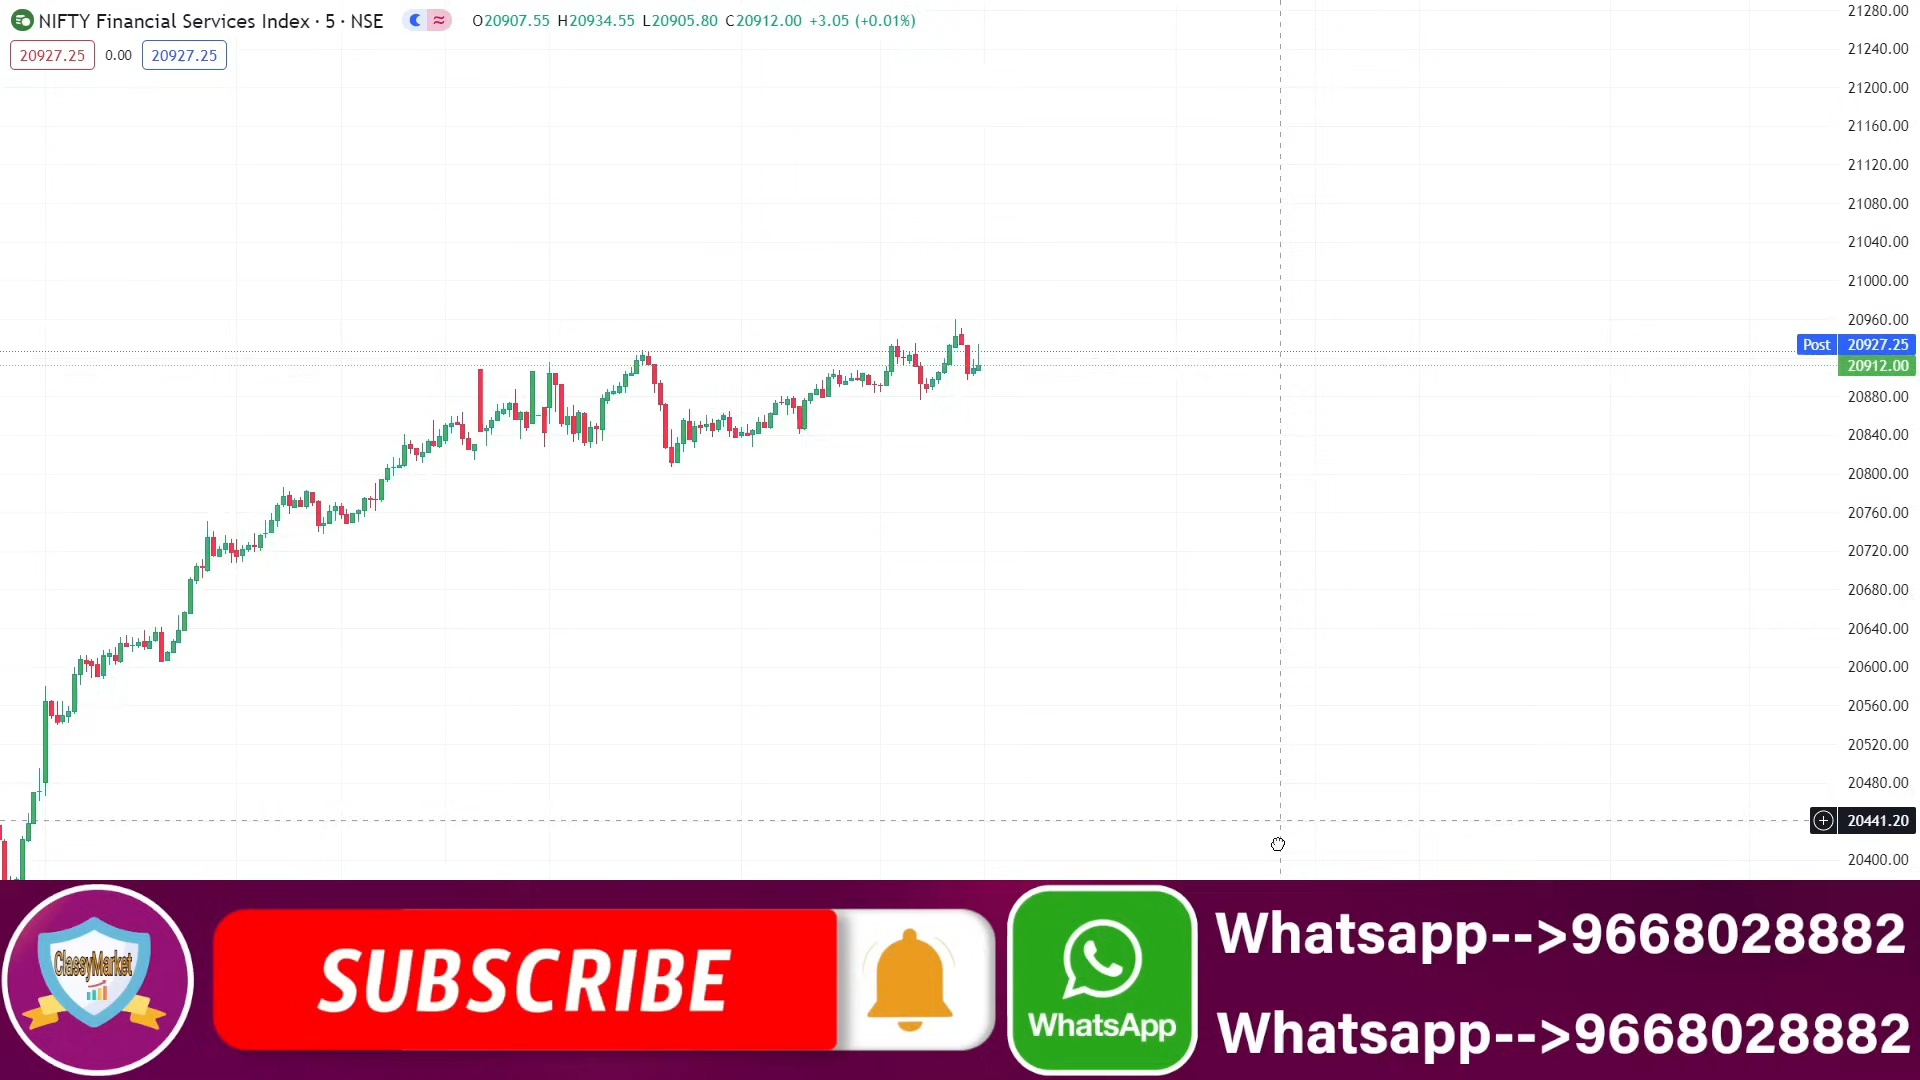 NIFTY Financial Services Index · 5 · NSE
O20907.55 H20934.55 L20905.80 C20912.00 +3.05 (+0.01%)
20927.25 0.00 20927.25
21280.00
21240.00
21200.00
21160.00
21120.00
21080.00
21040.00
21000.00
20960.00
Post 20927.25
20912.00
20880.00
20840.00
20800.00
20760.00
20720.00
20680.00
20640.00
20600.00
20560.00
20520.00
20480.00
20441.20
20400.00
ClassyMarket
SUBSCRIBE
WhatsApp
Whatsapp-->9668028882
Whatsapp-->9668028882